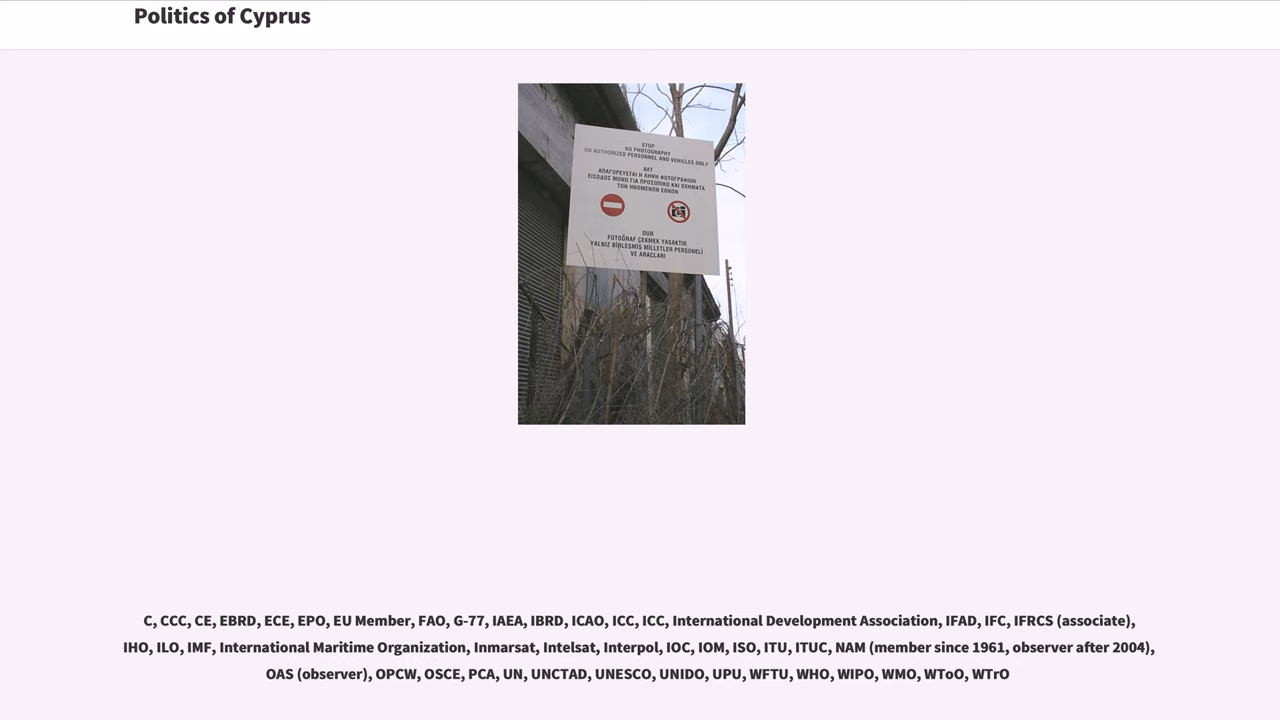 Politics of Cyprus
STOP
NO PHOTOGRAPHY
UN AUTHORIZED PERSONNEL AND VEHICLES ONLY
ΑΛΤ
ΑΠΑΓΟΡΕΥΕΤΑΙ Η ΛΗΨΗ ΦΩΤΟΓΡΑΦΙΩΝ
ΕΙΣΟΔΟΣ ΜΟΝΟ ΓΙΑ ΠΡΟΣΩΠΙΚΟ ΚΑΙ ΟΧΗΜΑΤΑ
ΤΩΝ ΗΝΩΜΕΝΩΝ ΕΘΝΩΝ
DUR
FOTOĞRAF ÇEKMEK YASAKTIR
YALNIZ BİRLEŞMİŞ MİLLETLER PERSONELİ
VE ARAÇLARI
C, CCC, CE, EBRD, ECE, EPO, EU Member, FAO, G-77, IAEA, IBRD, ICAO, ICC, ICC, International Development Association, IFAD, IFC, IFRCS (associate),
IHO, ILO, IMF, International Maritime Organization, Inmarsat, Intelsat, Interpol, IOC, IOM, ISO, ITU, ITUC, NAM (member since 1961, observer after 2004),
OAS (observer), OPCW, OSCE, PCA, UN, UNCTAD, UNESCO, UNIDO, UPU, WFTU, WHO, WIPO, WMO, WToO, WTrO